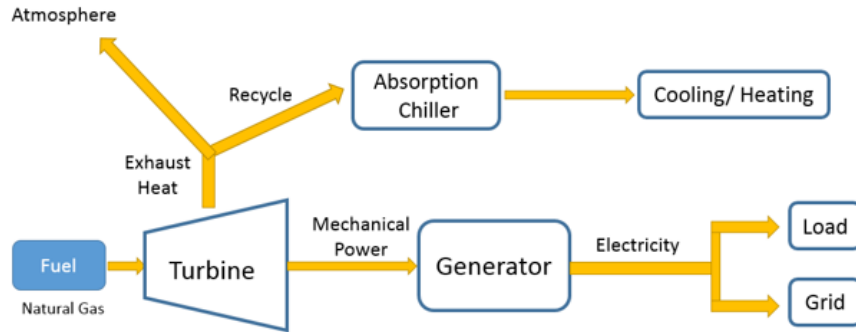 Atmosphere
Recycle
Absorption
Chiller
Cooling/ Heating
Exhaust
Heat
Fuel
Natural Gas
Turbine
Mechanical
Power
Generator
Electricity
Load
Grid